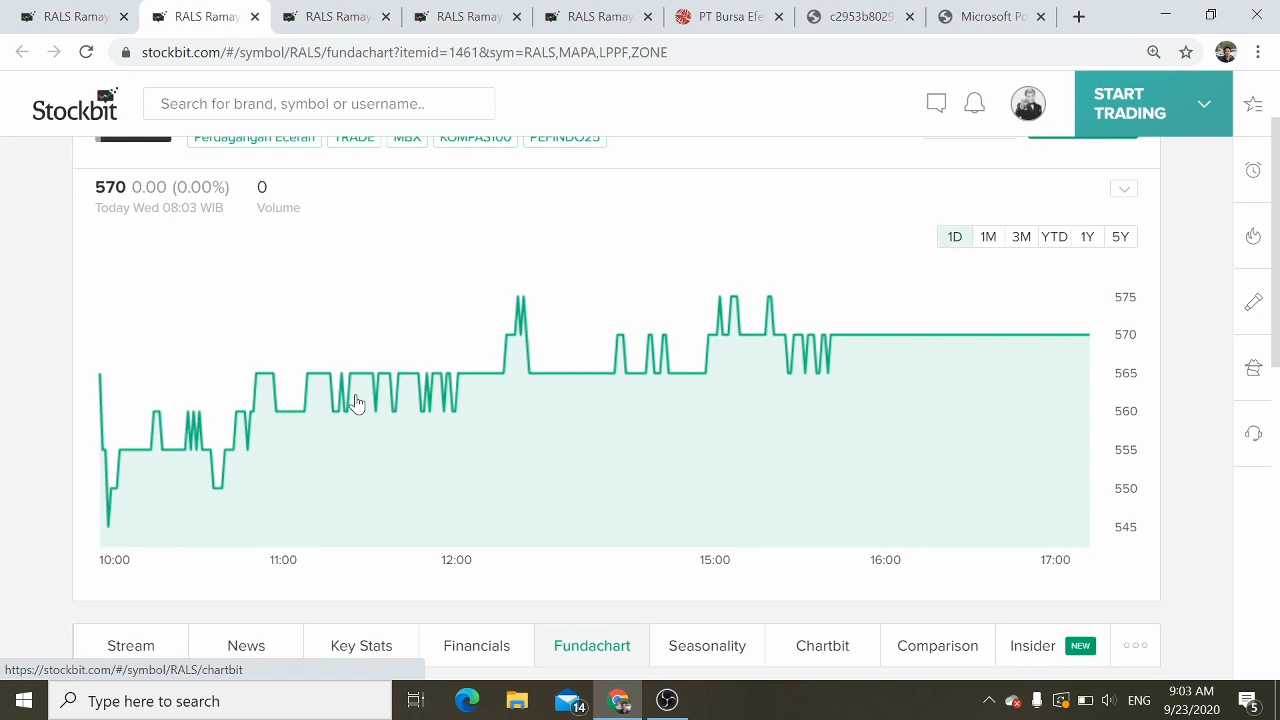 RALS Ramay
RALS Ramay
RALS Ramay
RALS Ramay
RALS Ramay
PT Bursa Efe
c2953b8029
Microsoft Po
stockbit.com/#/symbol/RALS/fundachart?itemid=1461&sym=RALS,MAPA,LPPF,ZONE
Stockbit
Search for brand, symbol or username..
START TRADING
Perdagangan Eceran TRADE MBX KOMPAS100 PEFINDO25
570 0.00 (0.00%) 0
Today Wed 08:03 WIB Volume
1D 1M 3M YTD 1Y 5Y
575
570
565
560
555
550
545
10:00 11:00 12:00 15:00 16:00 17:00
Stream News Key Stats Financials Fundachart Seasonality Chartbit Comparison Insider NEW
https://stockbit.com/#/symbol/RALS/chartbit
Type here to search
14
ENG
9:03 AM
9/23/2020
5